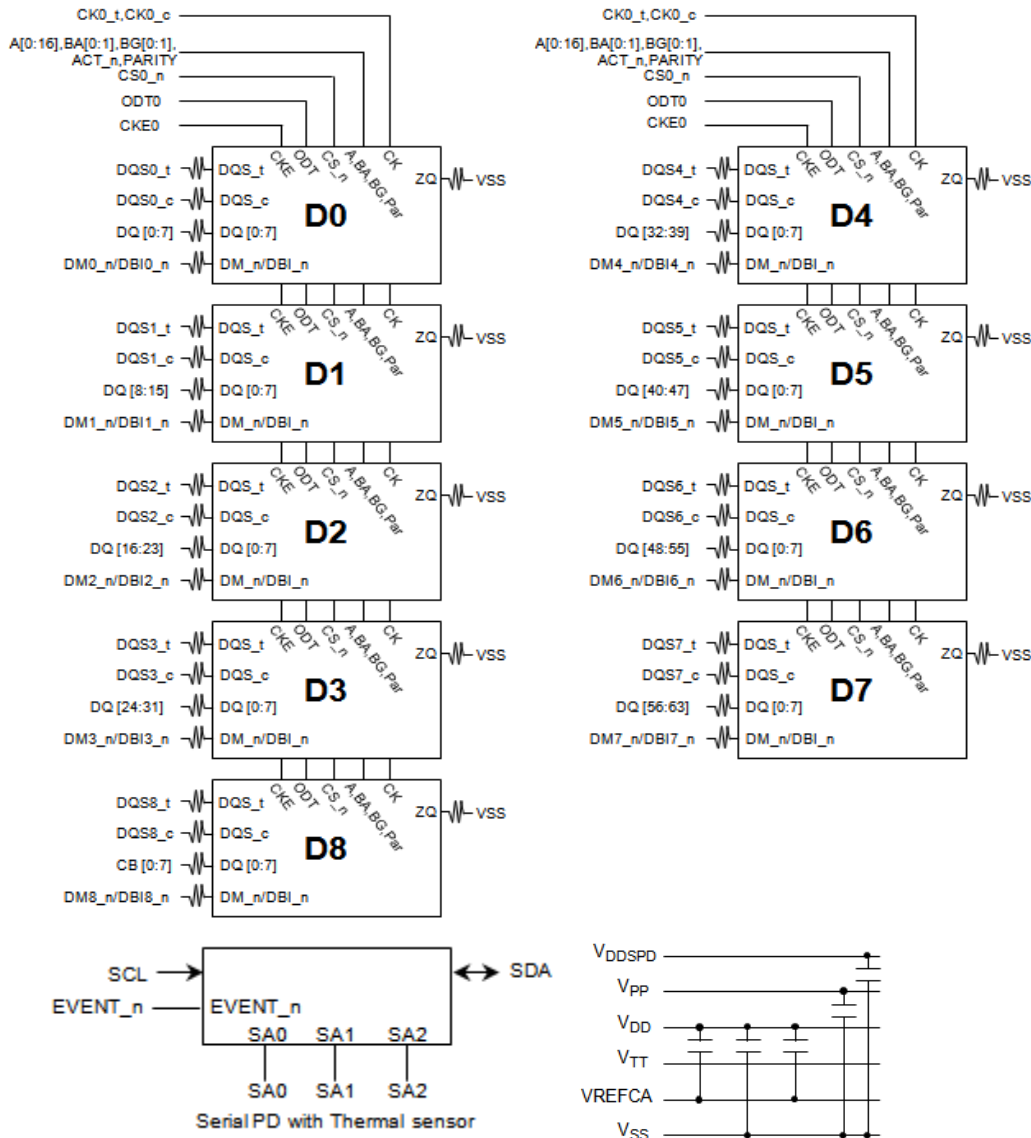 CK0_t,CK0_c
A[0:16],BA[0:1],BG[0:1],
ACT_n,PARITY
CS0_n
ODT0
CKE0
CKE
ODT
CS_n
A,BA,BG,Par
CK
DQS0_t
DQS_t
ZQ
VSS
DQS0_c
DQS_c
D0
DQ [0:7]
DQ [0:7]
DM0_n/DBI0_n
DM_n/DBI_n
CKE
ODT
CS_n
A,BA,BG,Par
CK
DQS1_t
DQS_t
ZQ
VSS
DQS1_c
DQS_c
D1
DQ [8:15]
DQ [0:7]
DM1_n/DBI1_n
DM_n/DBI_n
CKE
ODT
CS_n
A,BA,BG,Par
CK
DQS2_t
DQS_t
ZQ
VSS
DQS2_c
DQS_c
D2
DQ [16:23]
DQ [0:7]
DM2_n/DBI2_n
DM_n/DBI_n
CKE
ODT
CS_n
A,BA,BG,Par
CK
DQS3_t
DQS_t
ZQ
VSS
DQS3_c
DQS_c
D3
DQ [24:31]
DQ [0:7]
DM3_n/DBI3_n
DM_n/DBI_n
CKE
ODT
CS_n
A,BA,BG,Par
CK
DQS8_t
DQS_t
ZQ
VSS
DQS8_c
DQS_c
D8
CB [0:7]
DQ [0:7]
DM8_n/DBI8_n
DM_n/DBI_n
CK0_t,CK0_c
A[0:16],BA[0:1],BG[0:1],
ACT_n,PARITY
CS0_n
ODT0
CKE0
CKE
ODT
CS_n
A,BA,BG,Par
CK
DQS4_t
DQS_t
ZQ
VSS
DQS4_c
DQS_c
D4
DQ [32:39]
DQ [0:7]
DM4_n/DBI4_n
DM_n/DBI_n
CKE
ODT
CS_n
A,BA,BG,Par
CK
DQS5_t
DQS_t
ZQ
VSS
DQS5_c
DQS_c
D5
DQ [40:47]
DQ [0:7]
DM5_n/DBI5_n
DM_n/DBI_n
CKE
ODT
CS_n
A,BA,BG,Par
CK
DQS6_t
DQS_t
ZQ
VSS
DQS6_c
DQS_c
D6
DQ [48:55]
DQ [0:7]
DM6_n/DBI6_n
DM_n/DBI_n
CKE
ODT
CS_n
A,BA,BG,Par
CK
DQS7_t
DQS_t
ZQ
VSS
DQS7_c
DQS_c
D7
DQ [56:63]
DQ [0:7]
DM7_n/DBI7_n
DM_n/DBI_n
SCL
SDA
EVENT_n
EVENT_n
SA0 SA1 SA2
SA0 SA1 SA2
Serial PD with Thermal sensor
VDDSPD
VPP
VDD
VTT
VREFCA
VSS